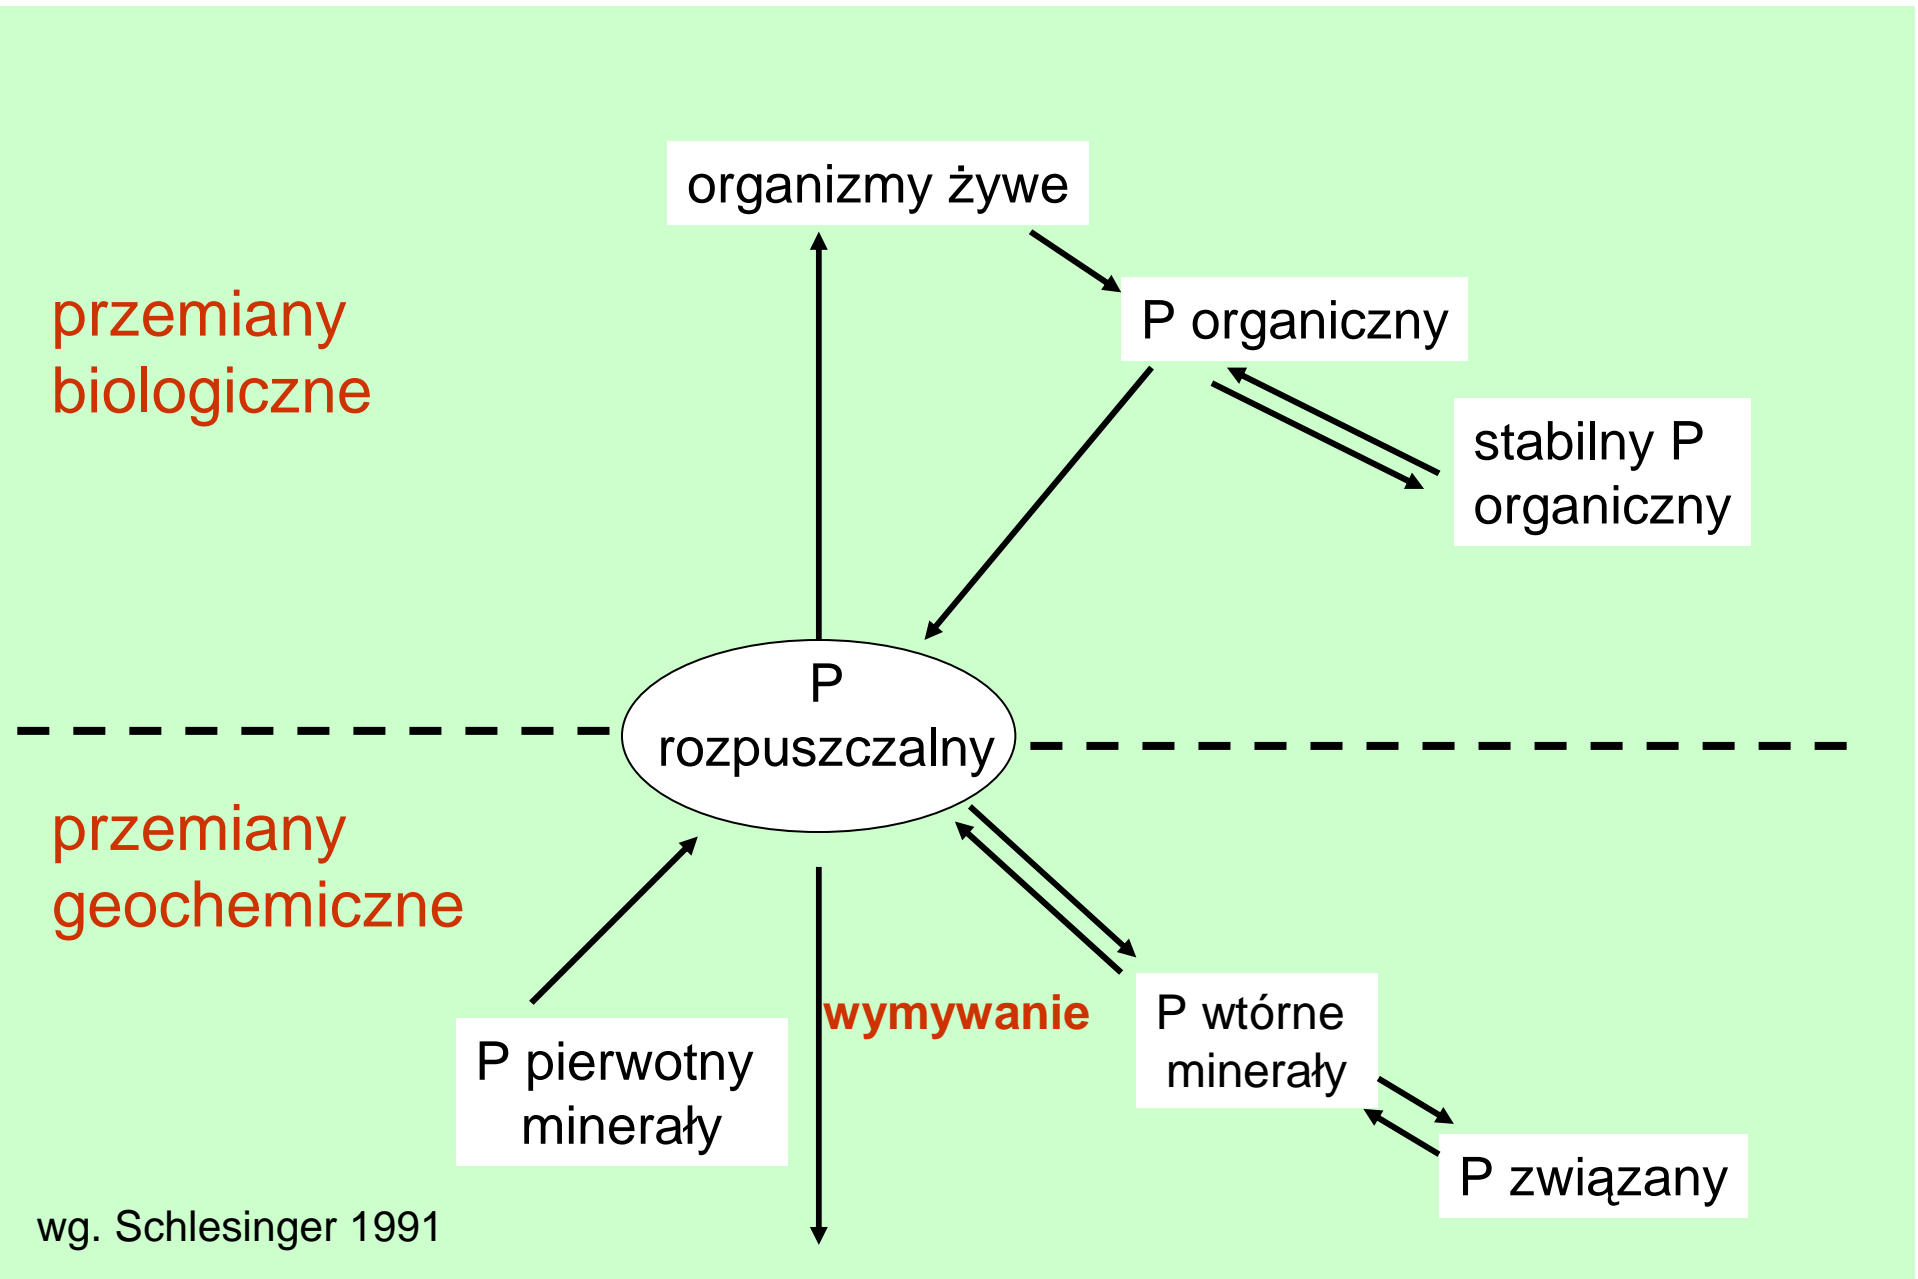 organizmy żywe
przemiany
biologiczne
P organiczny
stabilny P
organiczny
P
rozpuszczalny
przemiany
geochemiczne
wymywanie
P pierwotny
minerały
P wtórne
minerały
P związany
wg. Schlesinger 1991